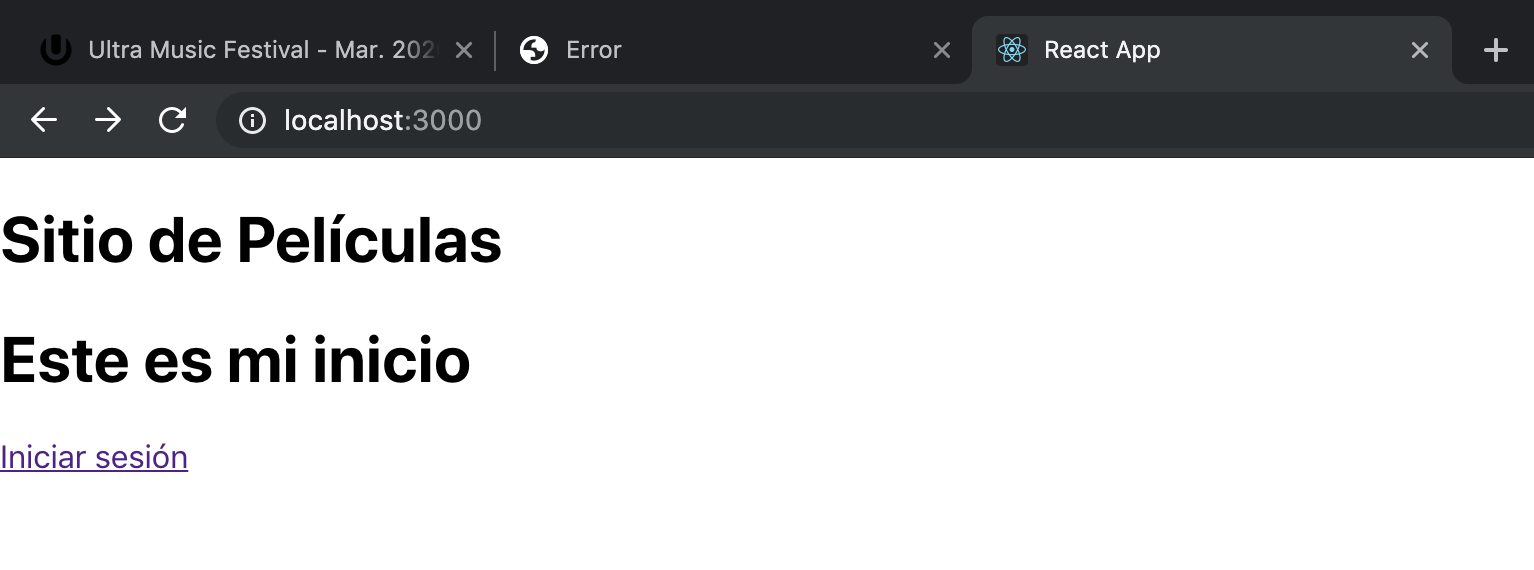 Ultra Music Festival - Mar. 202
Error
React App
localhost:3000
Sitio de Películas
Este es mi inicio
Iniciar sesión